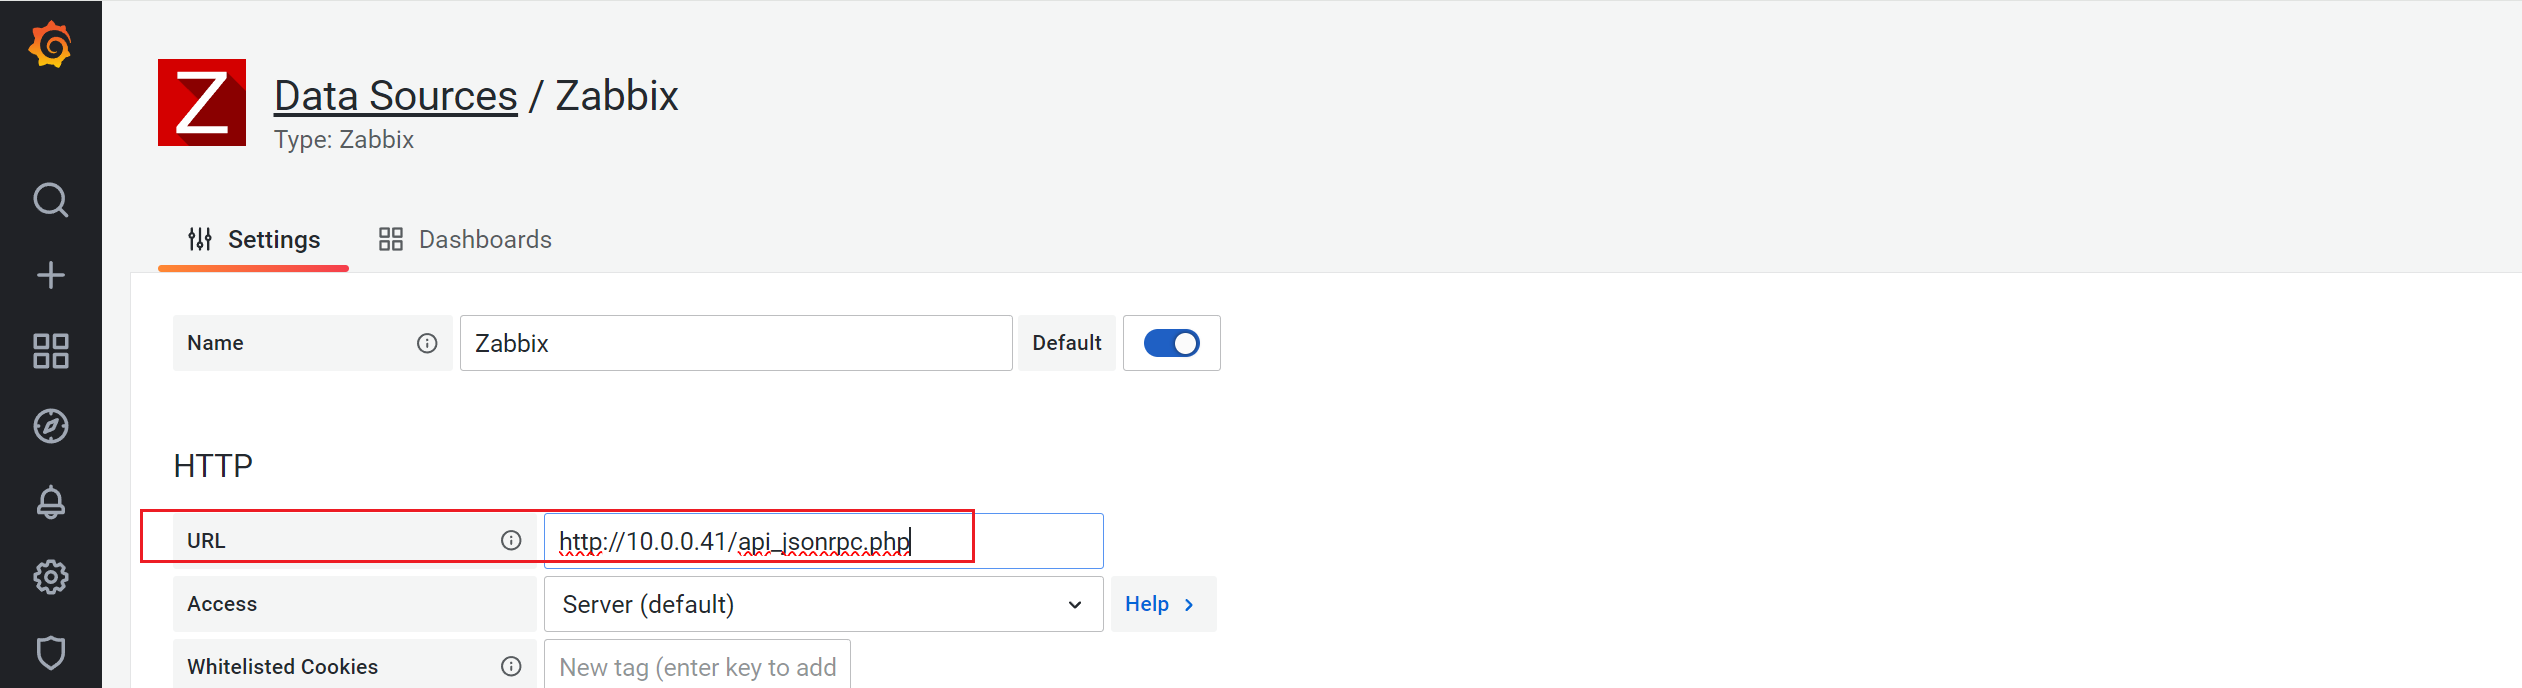 Z
Data Sources / Zabbix
Type: Zabbix
Settings
Dashboards
Name
Zabbix
Default
HTTP
URL
http://10.0.0.41/api_jsonrpc.php
Access
Server (default)
Help
Whitelisted Cookies
New tag (enter key to add